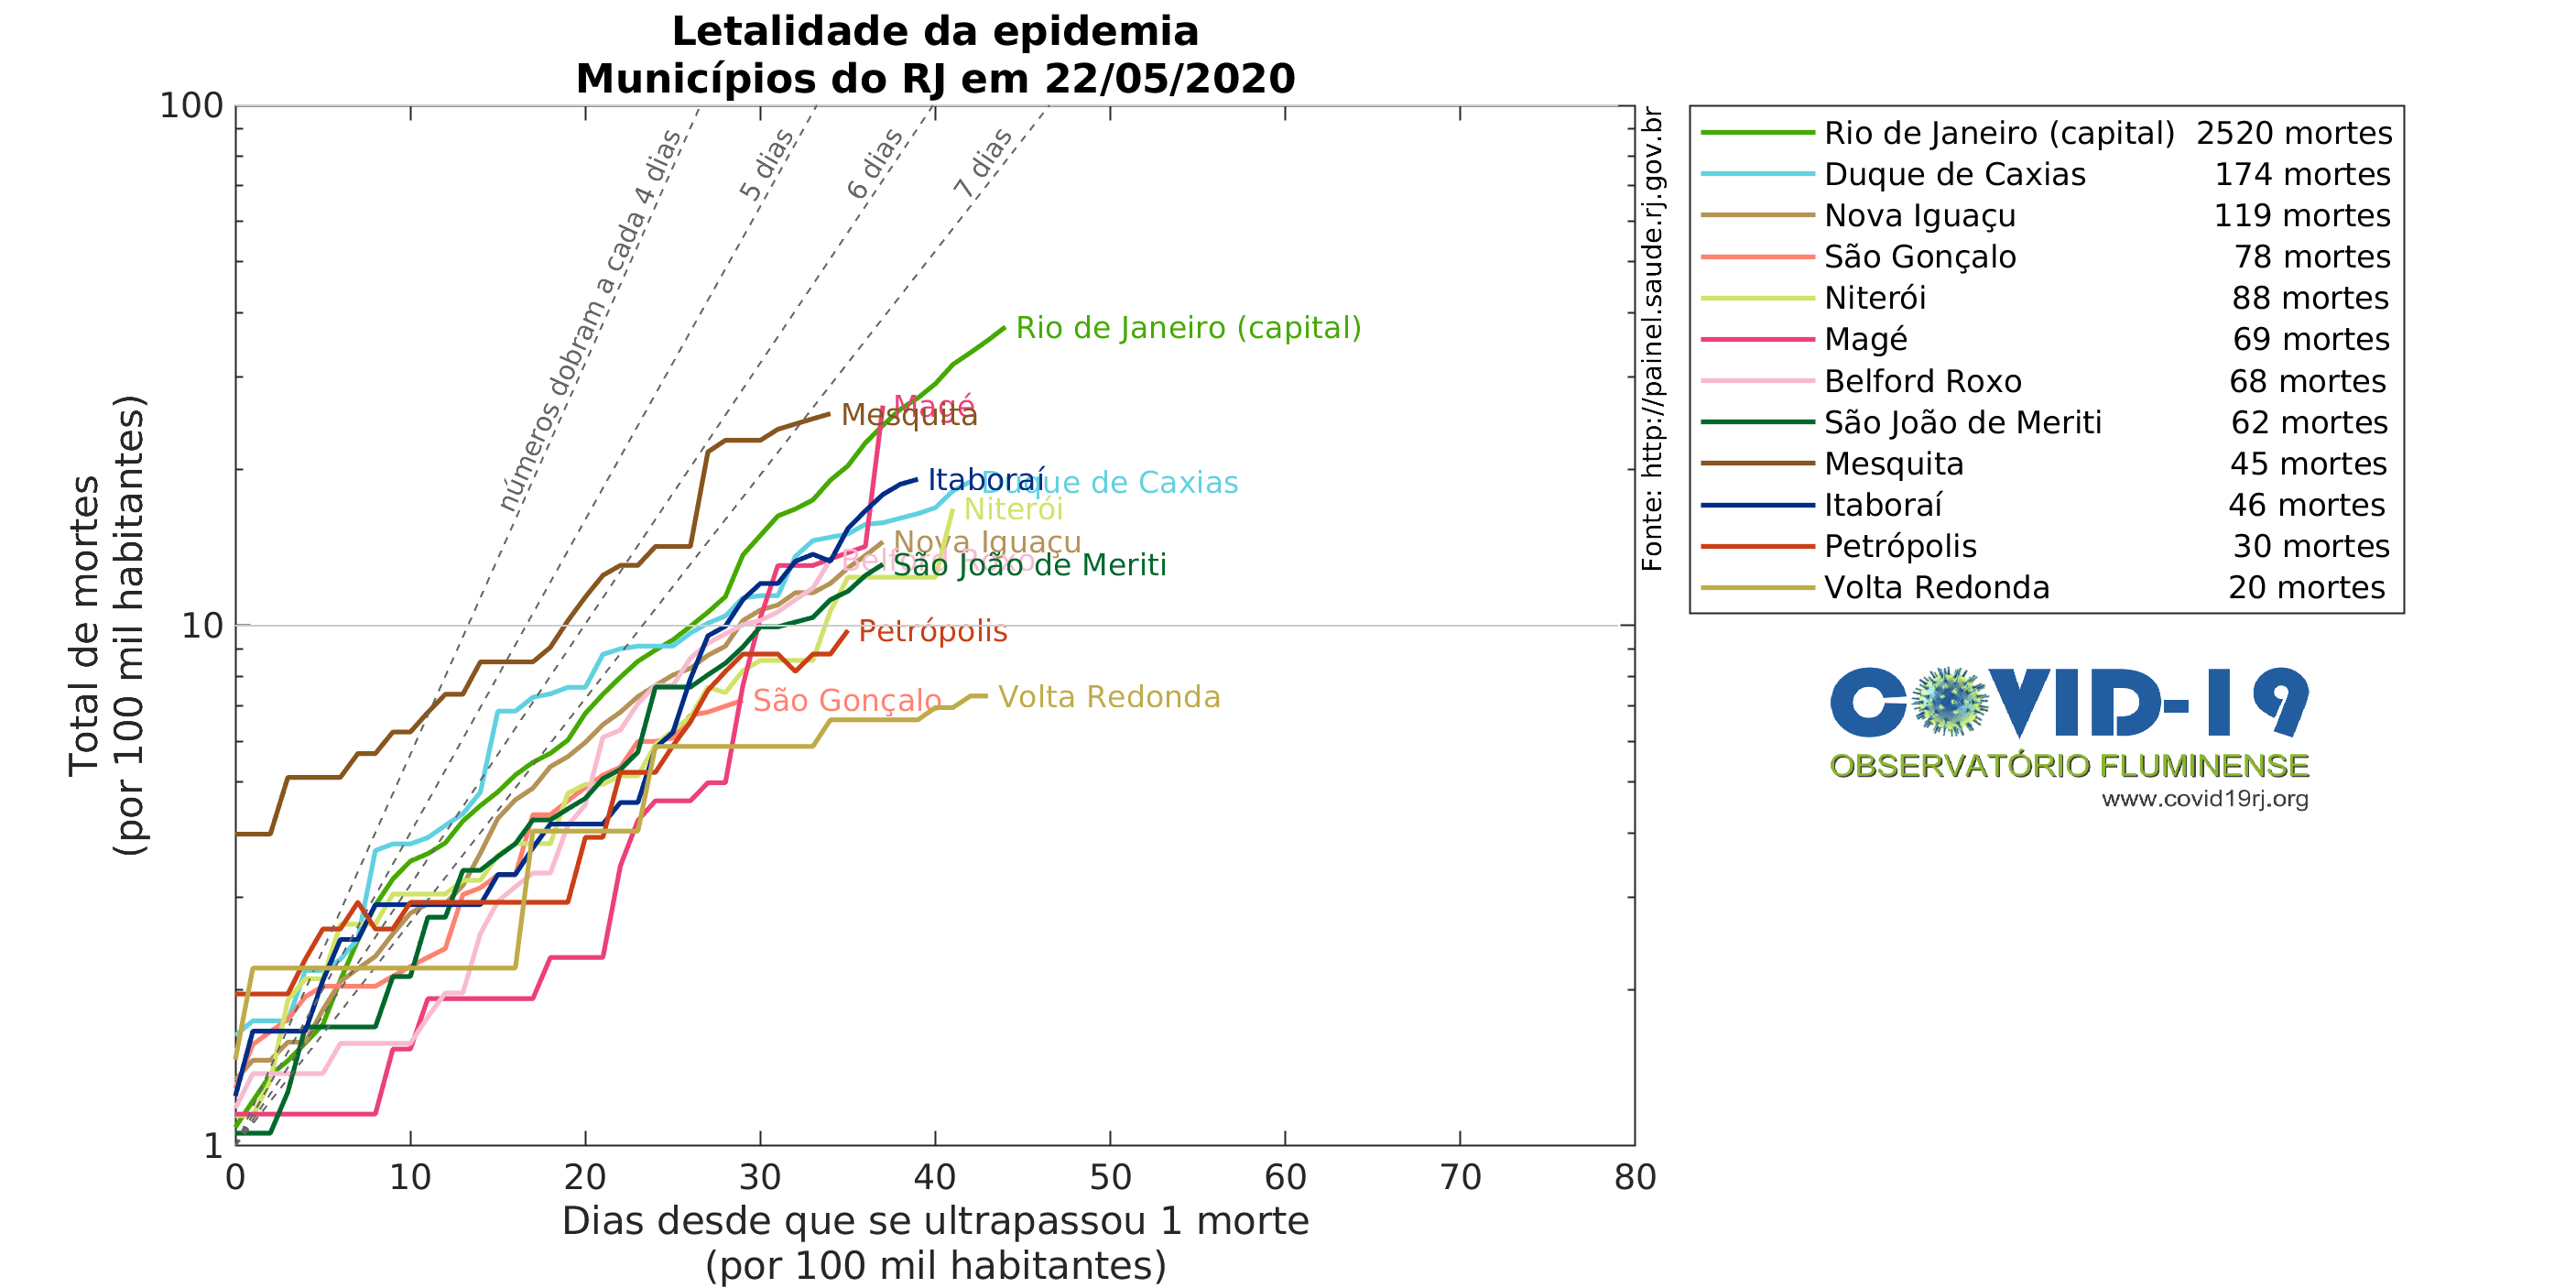 Letalidade da epidemia
Municípios do RJ em 22/05/2020
Total de mortes
(por 100 mil habitantes)
100
10
1
0 10 20 30 40 50 60 70 80
Dias desde que se ultrapassou 1 morte
(por 100 mil habitantes)
números dobram a cada 4 dias
5 dias
6 dias
7 dias
Rio de Janeiro (capital)
Magé
Mesquita
Itaboraí
Duque de Caxias
Niterói
Nova Iguaçu
Belford Roxo
São João de Meriti
Petrópolis
São Gonçalo
Volta Redonda
Fonte: http://painel.saude.rj.gov.br
Rio de Janeiro (capital) 2520 mortes
Duque de Caxias 174 mortes
Nova Iguaçu 119 mortes
São Gonçalo 78 mortes
Niterói 88 mortes
Magé 69 mortes
Belford Roxo 68 mortes
São João de Meriti 62 mortes
Mesquita 45 mortes
Itaboraí 46 mortes
Petrópolis 30 mortes
Volta Redonda 20 mortes
COVID-19
OBSERVATÓRIO FLUMINENSE
www.covid19rj.org